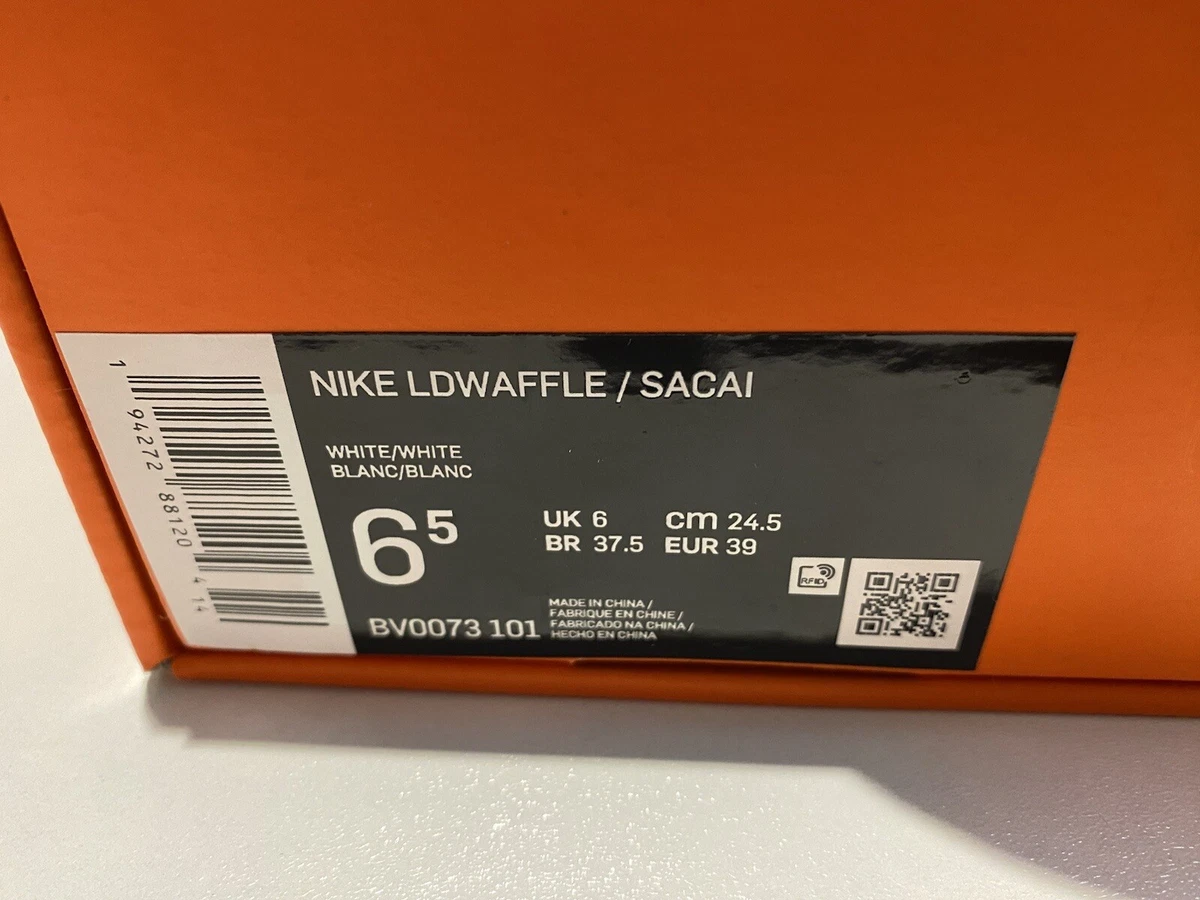 1 94272 88120 4 14
NIKE LDWAFFLE / SACAI
WHITE/WHITE
BLANC/BLANC
6⁵
UK 6 cm 24.5
BR 37.5 EUR 39
RFID
BV0073 101
MADE IN CHINA /
FABRIQUE EN CHINE /
FABRICADO NA CHINA /
HECHO EN CHINA